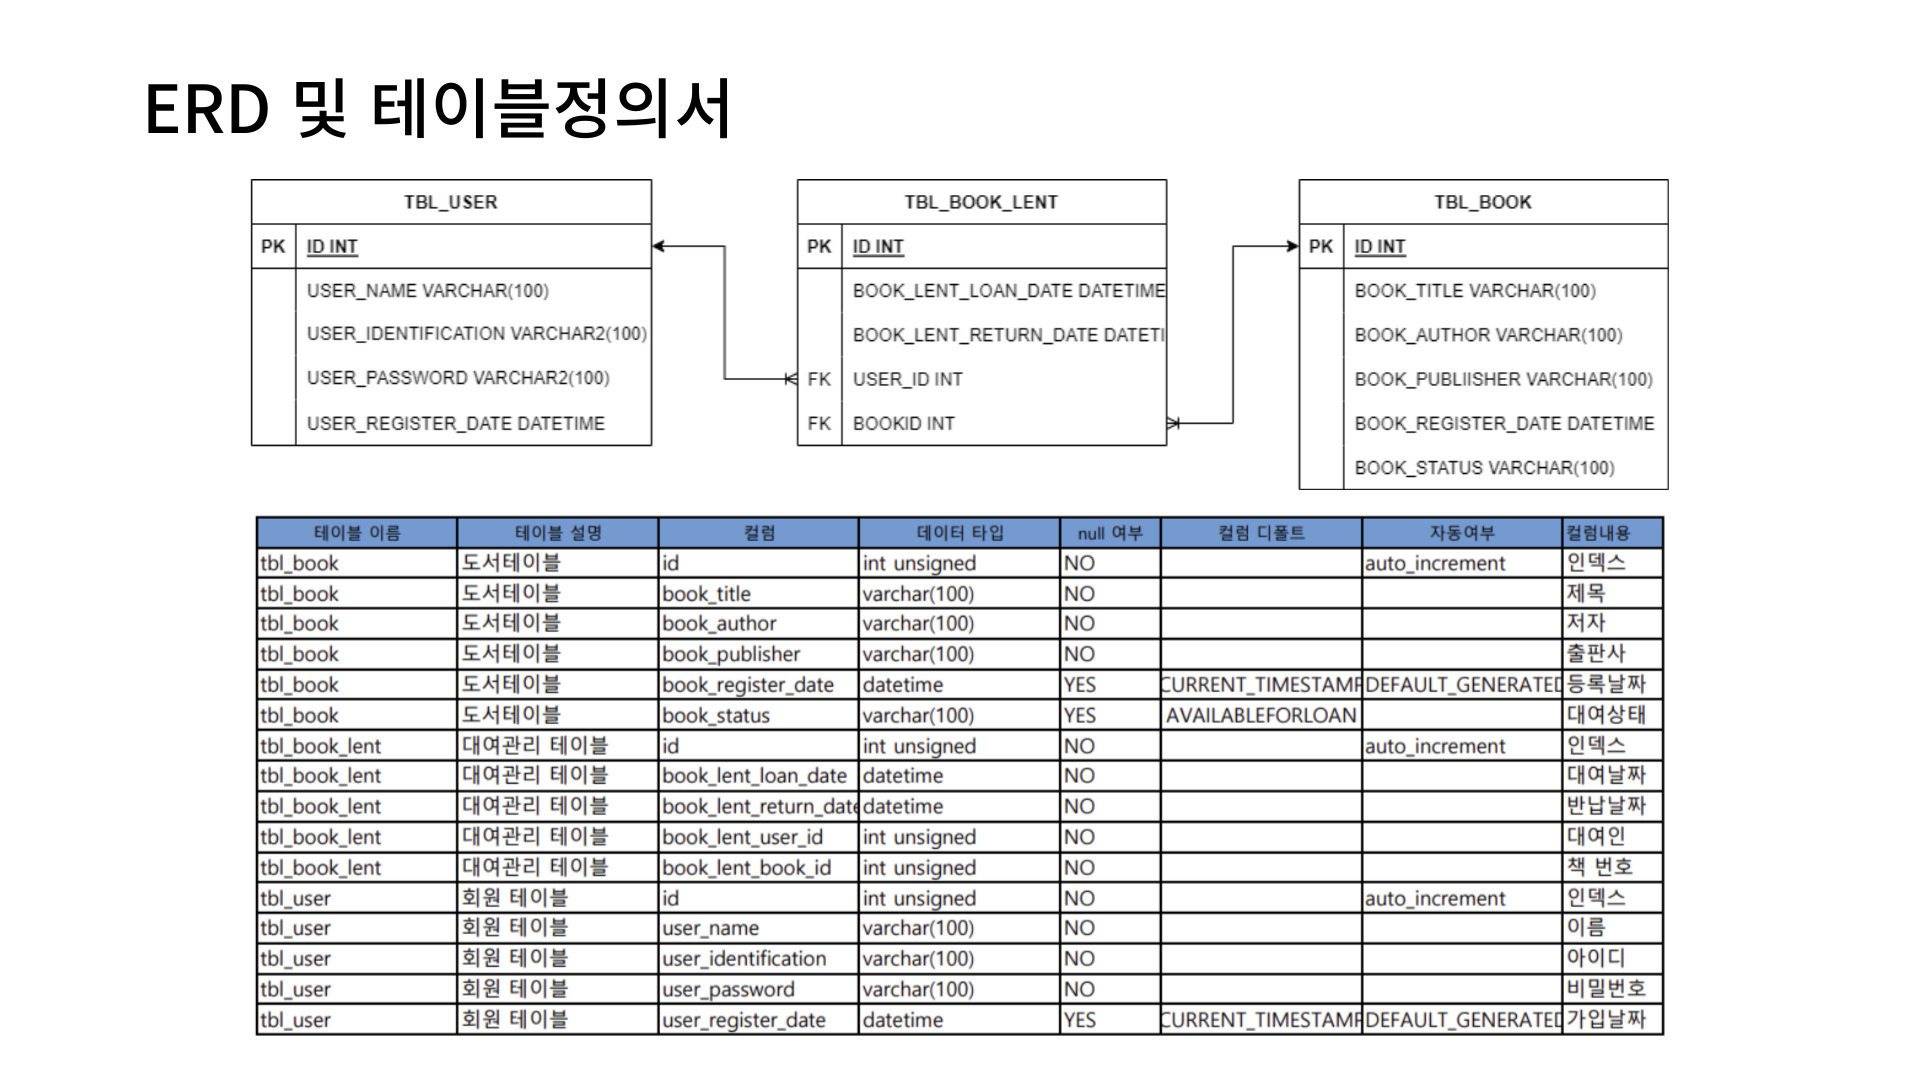 ERD 및 테이블정의서
TBL_USER
PK ID INT
USER_NAME VARCHAR(100)
USER_IDENTIFICATION VARCHAR2(100)
USER_PASSWORD VARCHAR2(100)
USER_REGISTER_DATE DATETIME
TBL_BOOK_LENT
PK ID INT
BOOK_LENT_LOAN_DATE DATETIME
BOOK_LENT_RETURN_DATE DATETI
FK USER_ID INT
FK BOOKID INT
TBL_BOOK
PK ID INT
BOOK_TITLE VARCHAR(100)
BOOK_AUTHOR VARCHAR(100)
BOOK_PUBLIISHER VARCHAR(100)
BOOK_REGISTER_DATE DATETIME
BOOK_STATUS VARCHAR(100)
테이블 이름 테이블 설명 컬럼 데이터 타입 null 여부 컬럼 디폴트 자동여부 컬럼내용
tbl_book 도서테이블 id int unsigned NO auto_increment 인덱스
tbl_book 도서테이블 book_title varchar(100) NO 제목
tbl_book 도서테이블 book_author varchar(100) NO 저자
tbl_book 도서테이블 book_publisher varchar(100) NO 출판사
tbl_book 도서테이블 book_register_date datetime YES CURRENT_TIMESTAMP DEFAULT_GENERATED 등록날짜
tbl_book 도서테이블 book_status varchar(100) YES AVAILABLEFORLOAN 대여상태
tbl_book_lent 대여관리 테이블 id int unsigned NO auto_increment 인덱스
tbl_book_lent 대여관리 테이블 book_lent_loan_date datetime NO 대여날짜
tbl_book_lent 대여관리 테이블 book_lent_return_date datetime NO 반납날짜
tbl_book_lent 대여관리 테이블 book_lent_user_id int unsigned NO 대여인
tbl_book_lent 대여관리 테이블 book_lent_book_id int unsigned NO 책 번호
tbl_user 회원 테이블 id int unsigned NO auto_increment 인덱스
tbl_user 회원 테이블 user_name varchar(100) NO 이름
tbl_user 회원 테이블 user_identification varchar(100) NO 아이디
tbl_user 회원 테이블 user_password varchar(100) NO 비밀번호
tbl_user 회원 테이블 user_register_date datetime YES CURRENT_TIMESTAMP DEFAULT_GENERATED 가입날짜